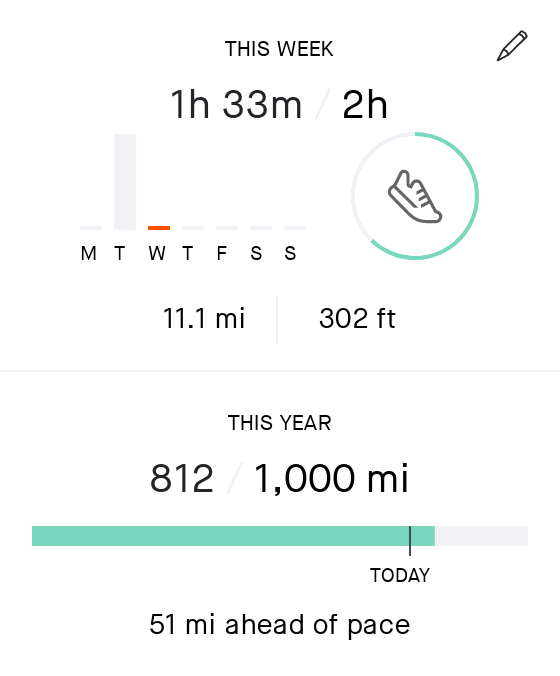 THIS WEEK
1h 33m / 2h
M T W T F S S
11.1 mi 302 ft
THIS YEAR
812 / 1,000 mi
TODAY
51 mi ahead of pace